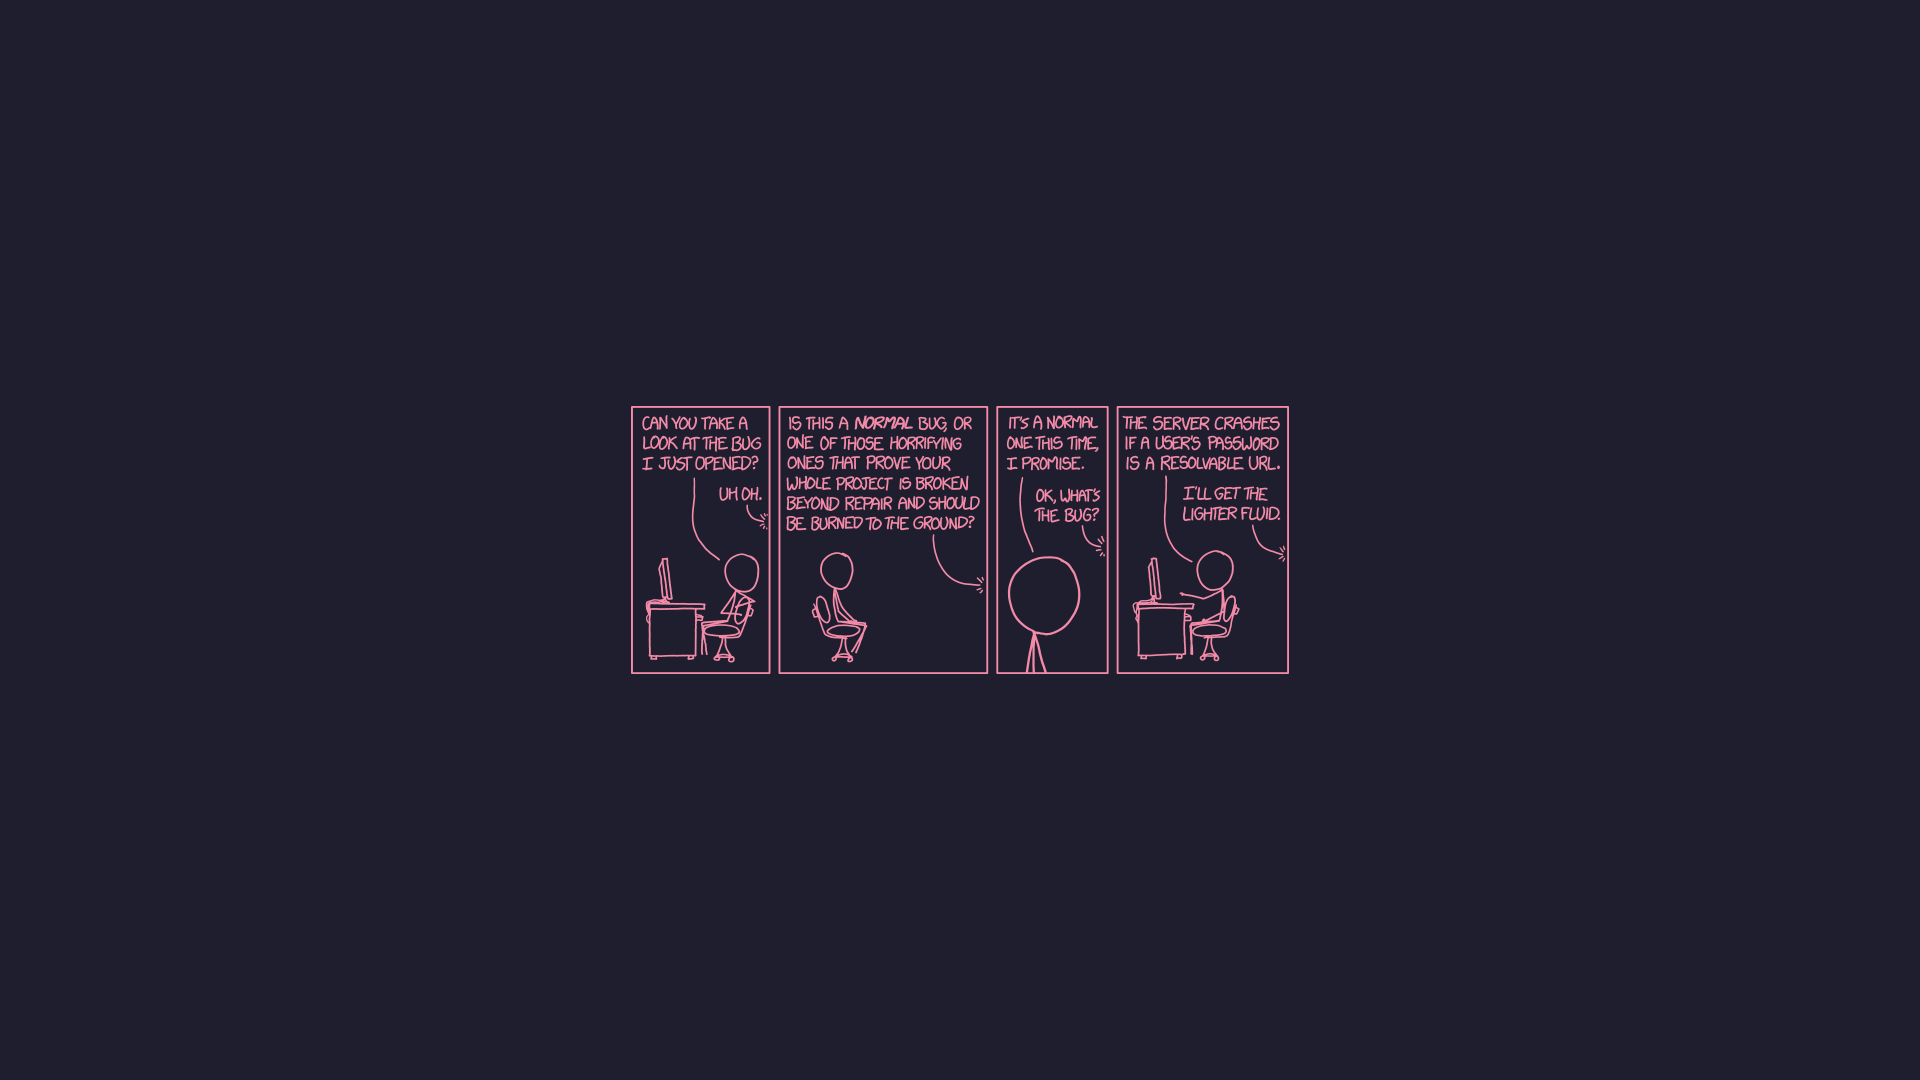 CAN YOU TAKE A
LOOK AT THE BUG
I JUST OPENED?
UH OH.
IS THIS A NORMAL BUG, OR
ONE OF THOSE HORRIFYING
ONES THAT PROVE YOUR
WHOLE PROJECT IS BROKEN
BEYOND REPAIR AND SHOULD
BE BURNED TO THE GROUND?
IT'S A NORMAL
ONE THIS TIME,
I PROMISE.
OK, WHAT'S
THE BUG?
THE SERVER CRASHES
IF A USER'S PASSWORD
IS A RESOLVABLE URL.
I'LL GET THE
LIGHTER FLUID.